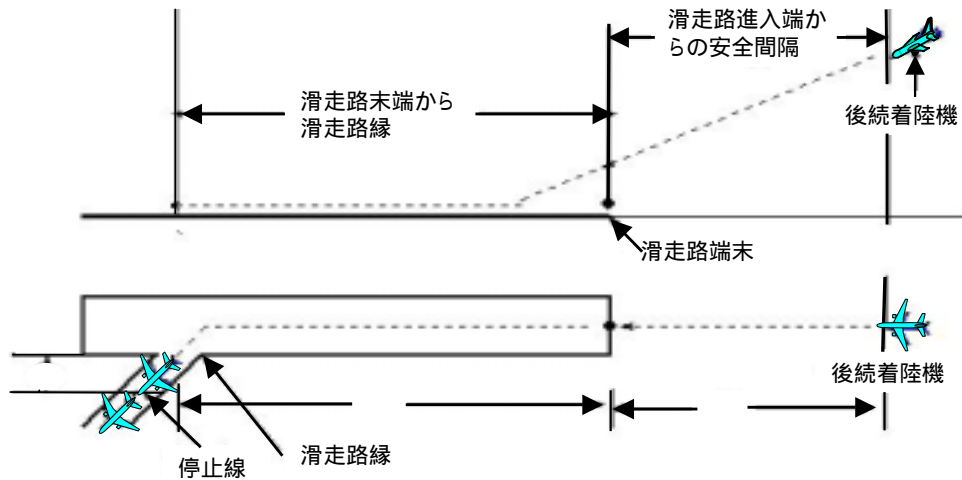 滑走路進入端か
らの安全間隔
滑走路末端から
滑走路縁
後続着陸機
滑走路端末
後続着陸機
停止線
滑走路縁